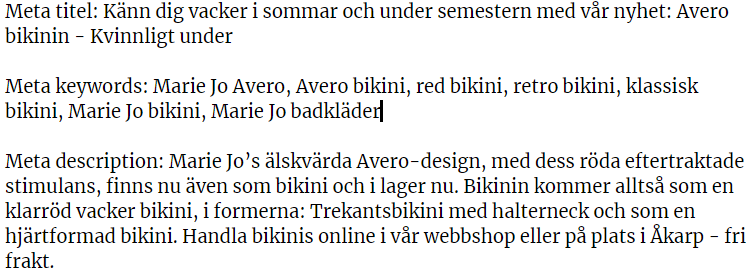 Meta titel: Känn dig vacker i sommar och under semestern med vår nyhet: Avero
bikinin - Kvinnligt under
Meta keywords: Marie Jo Avero, Avero bikini, red bikini, retro bikini, klassisk
bikini, Marie Jo bikini, Marie Jo badkläder
Meta description: Marie Jo’s älskvärda Avero-design, med dess röda eftertraktade
stimulans, finns nu även som bikini och i lager nu. Bikinin kommer alltså som en
klarröd vacker bikini, i formerna: Trekantsbikini med halterneck och som en
hjärtformad bikini. Handla bikinis online i vår webbshop eller på plats i Åkarp - fri
frakt.